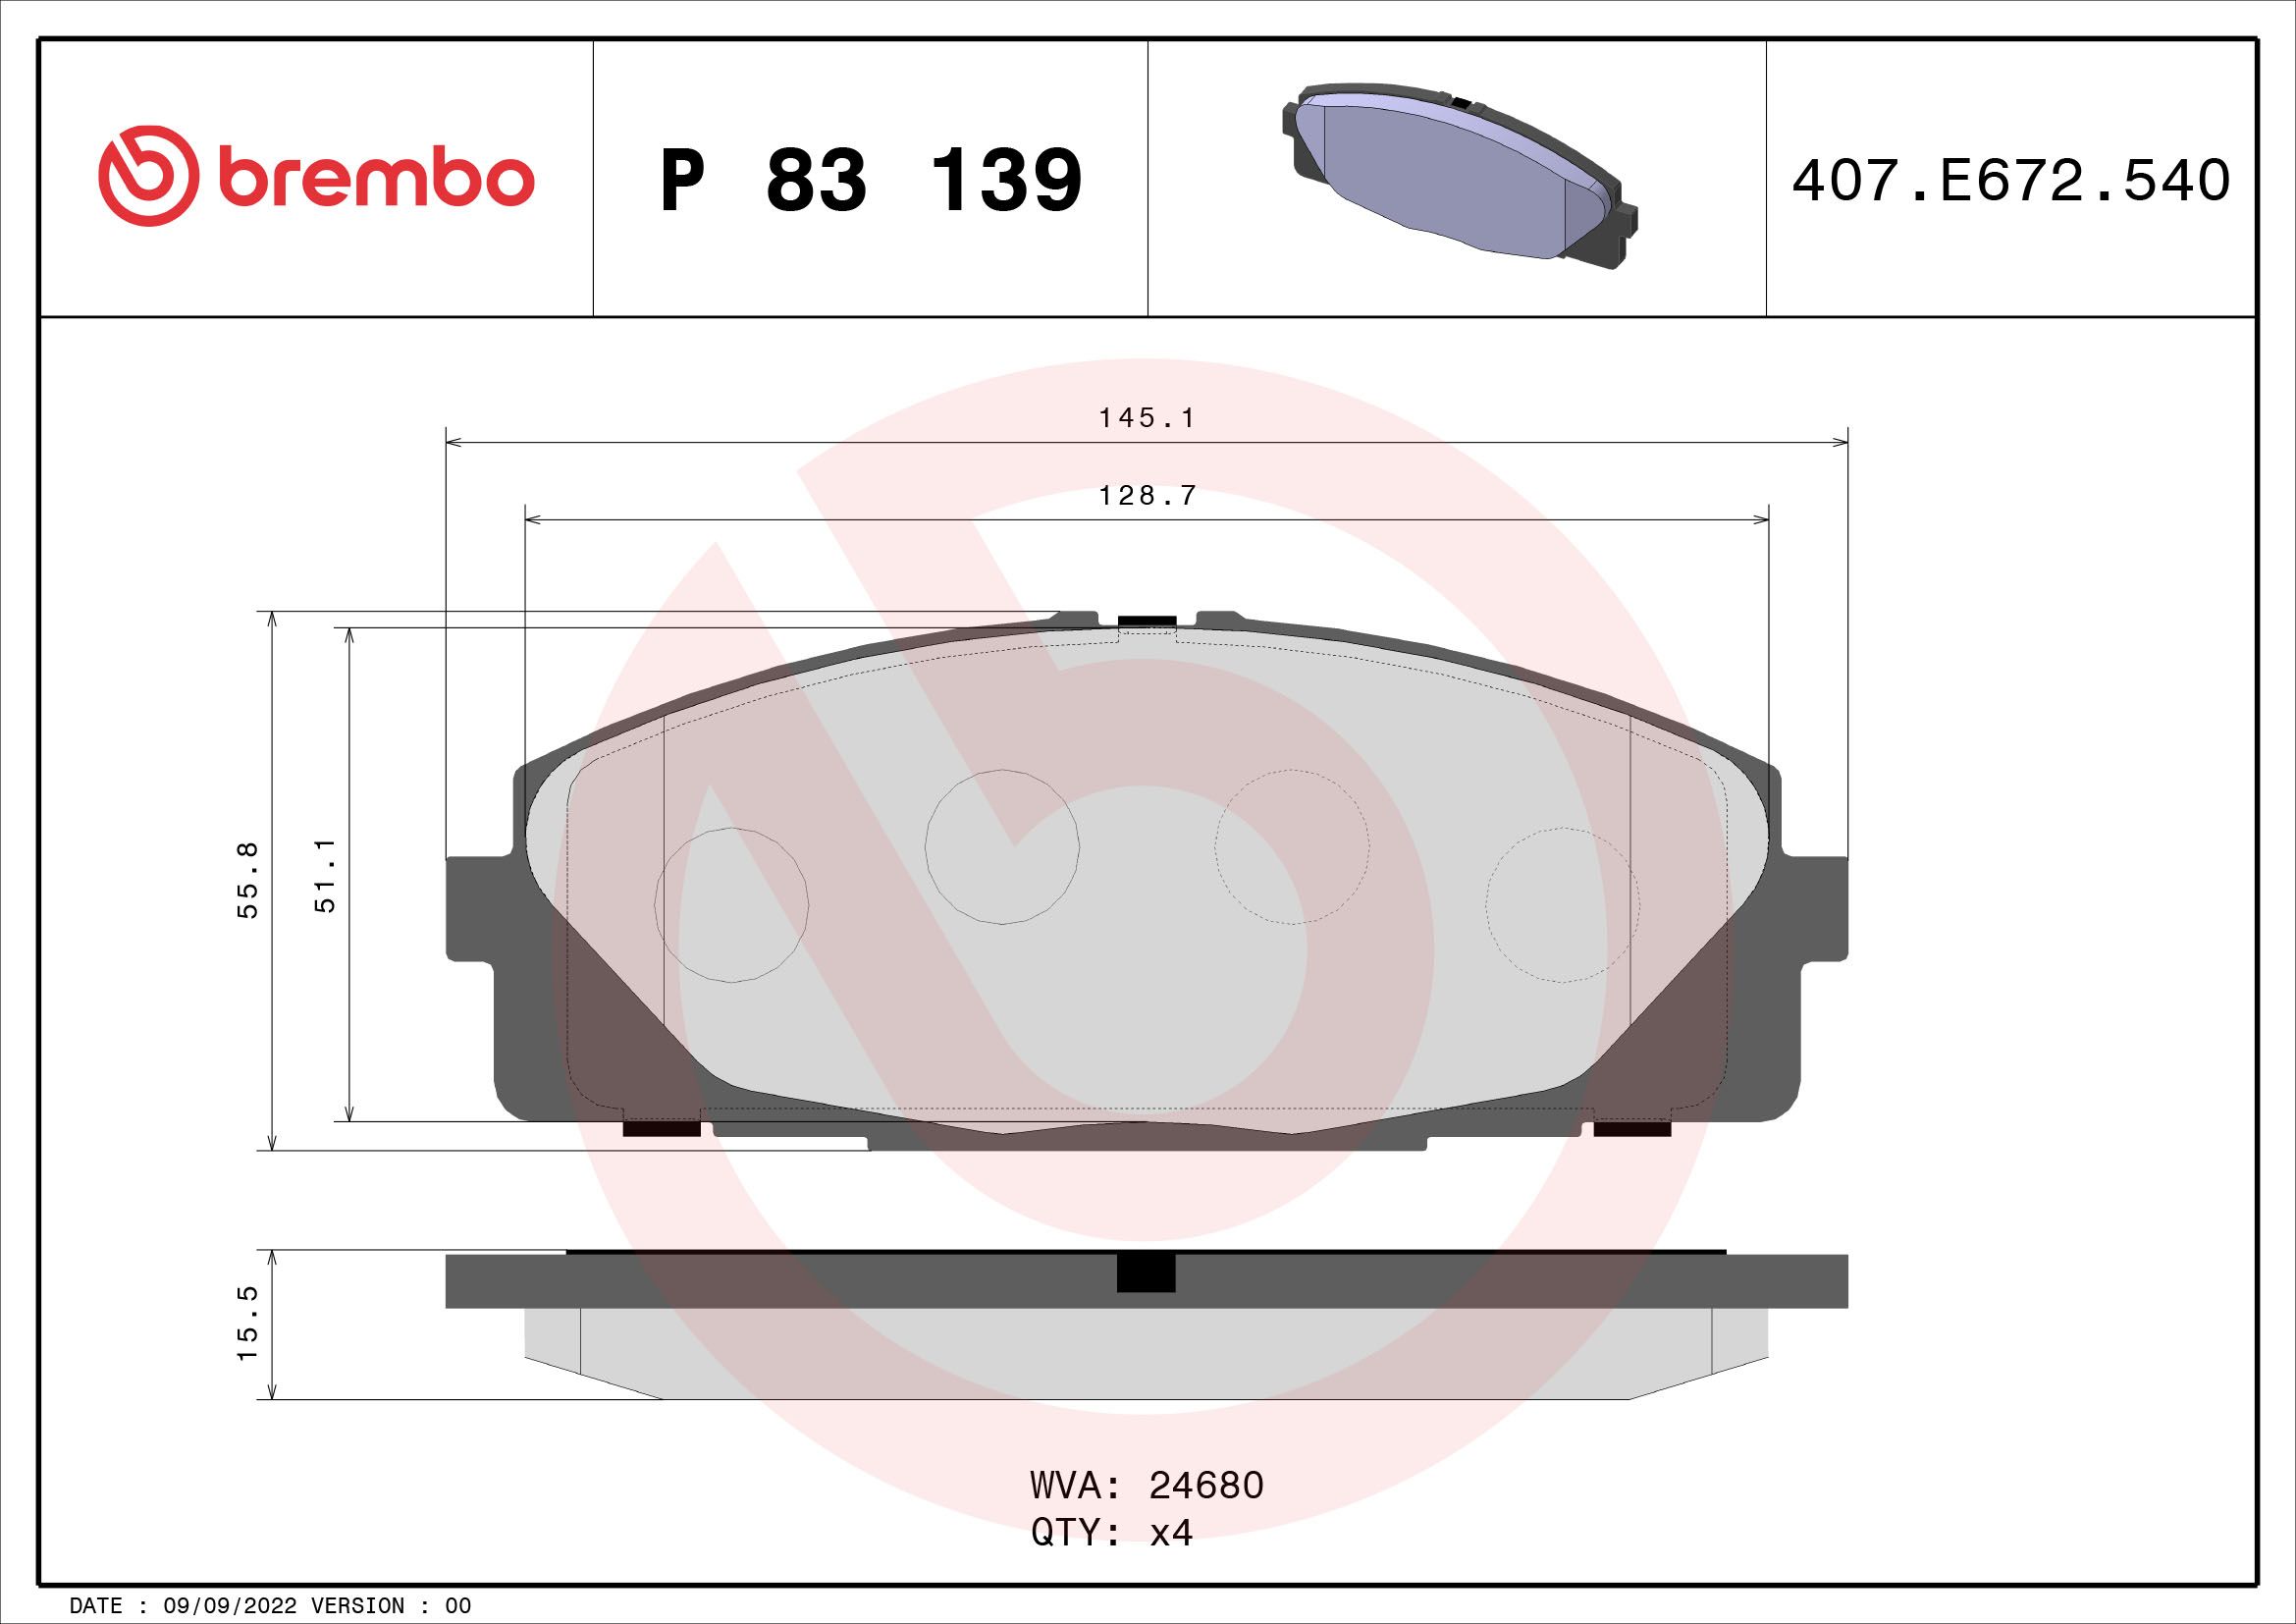 brembo
P 83 139
407.E672.540
145.1
128.7
55.8
51.1
15.5
WVA: 24680
QTY: x4
DATE : 09/09/2022 VERSION : 00